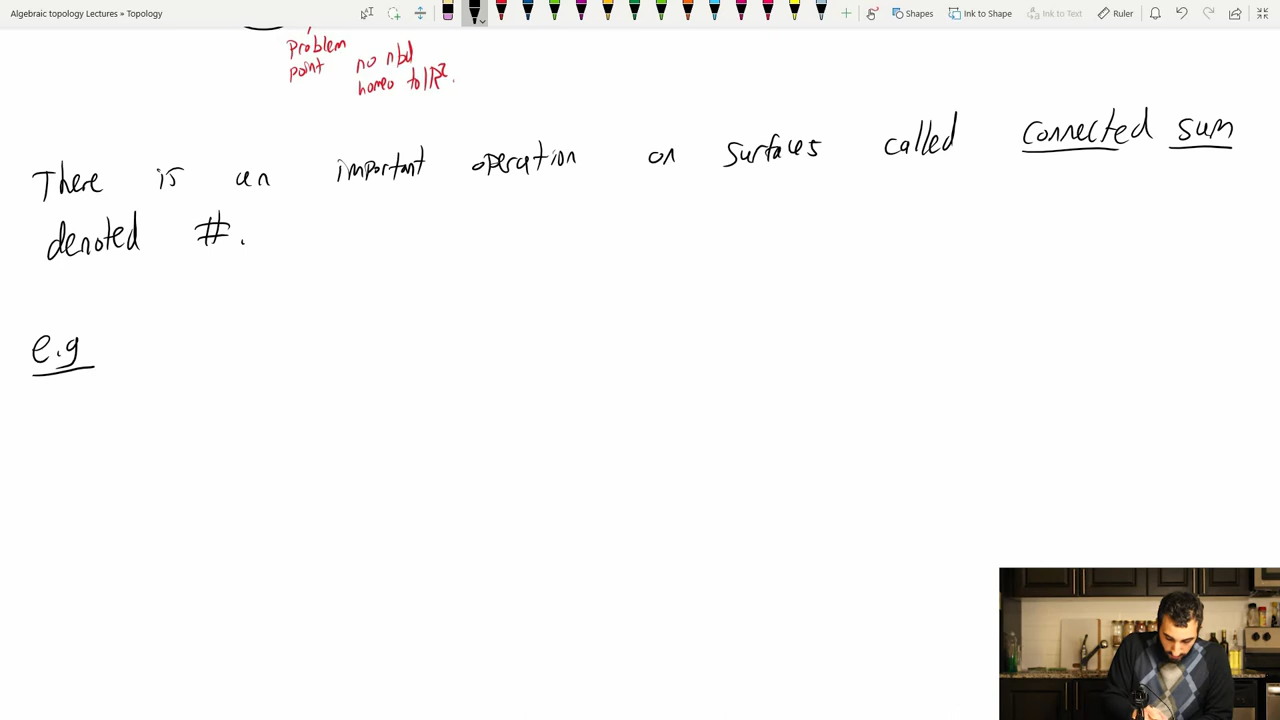 Algebraic topology Lectures » Topology
Shapes
Ink to Shape
Ink to Text
Ruler
problem
point
no nbd
homeo to ℝ².
There is an important operation on surfaces called connected sum
denoted #.
e.g